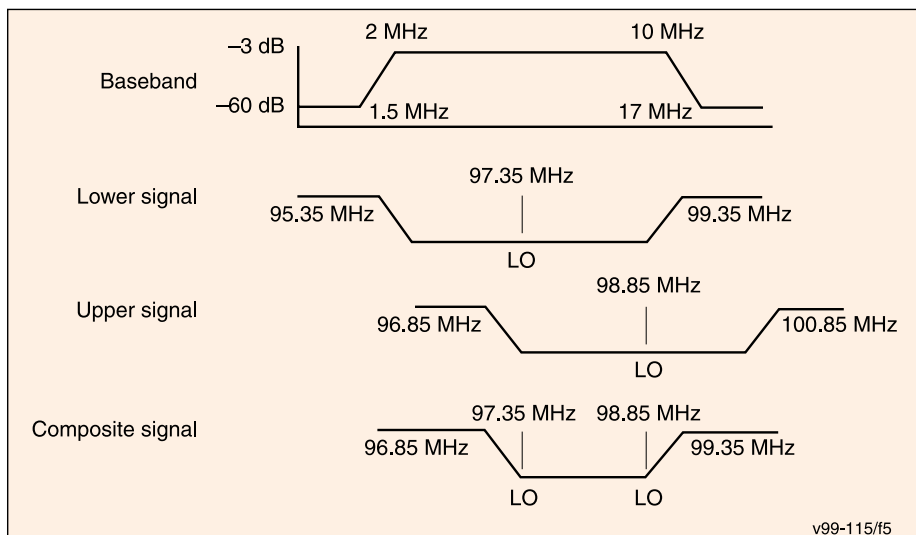 2 MHz 10 MHz
–3 dB
Baseband
–60 dB
1.5 MHz 17 MHz
97.35 MHz
Lower signal
95.35 MHz 99.35 MHz
LO
98.85 MHz
Upper signal
96.85 MHz 100.85 MHz
LO
97.35 MHz 98.85 MHz
Composite signal
96.85 MHz 99.35 MHz
LO LO
v99-115/f5